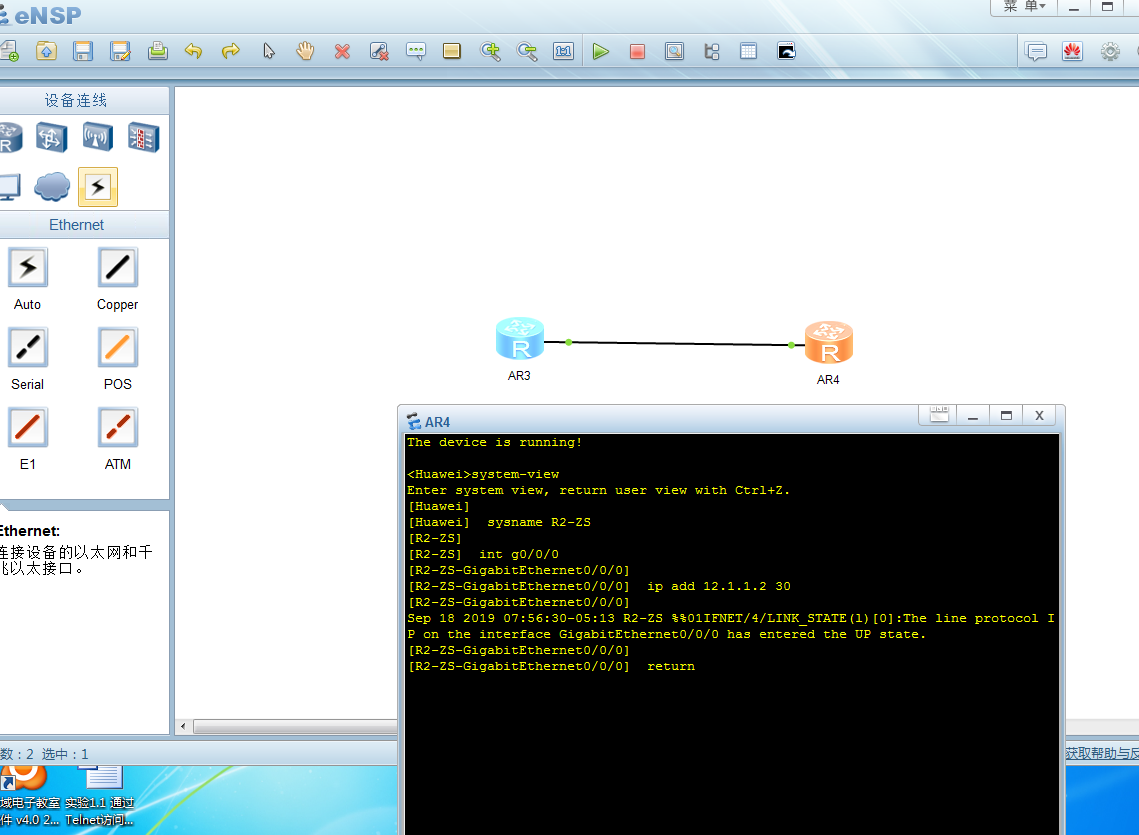 eNSP
菜 单
1:1
设备连线
R
Ethernet
Auto
Copper
Serial
POS
E1
ATM
Ethernet:
连接设备的以太网和千
兆以太接口。
R
AR3
R
AR4
AR4
X
The device is running!
<Huawei>system-view
Enter system view, return user view with Ctrl+Z.
[Huawei]
[Huawei]  sysname R2-ZS
[R2-ZS]
[R2-ZS]  int g0/0/0
[R2-ZS-GigabitEthernet0/0/0]
[R2-ZS-GigabitEthernet0/0/0]  ip add 12.1.1.2 30
[R2-ZS-GigabitEthernet0/0/0]
Sep 18 2019 07:56:30-05:13 R2-ZS %%01IFNET/4/LINK_STATE(l)[0]:The line protocol I
P on the interface GigabitEthernet0/0/0 has entered the UP state.
[R2-ZS-GigabitEthernet0/0/0]
[R2-ZS-GigabitEthernet0/0/0]  return
数：2 选中：1
获取帮助与反
域电子教室
件 v4.0 2...
实验1.1 通过
Telnet访问...